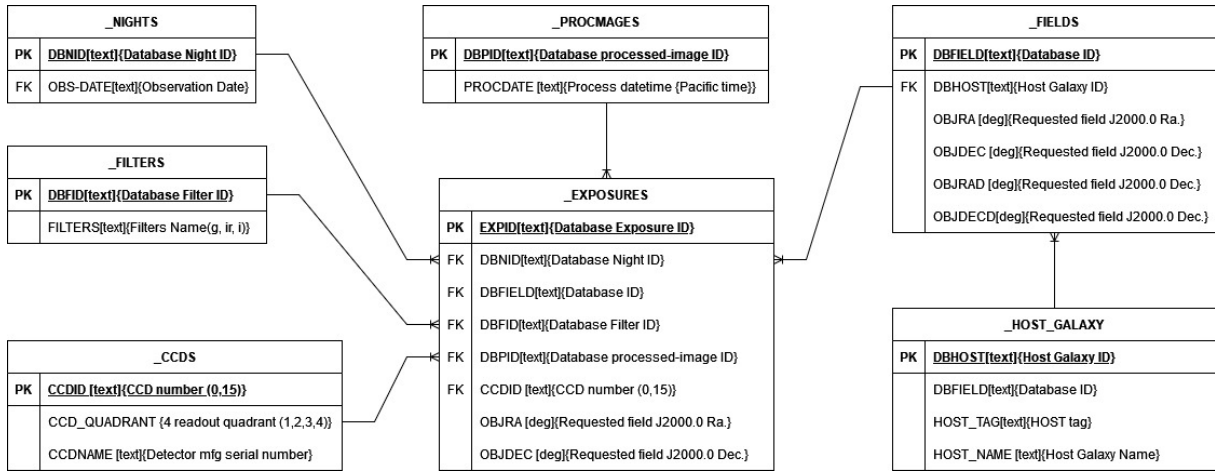 _NIGHTS
PK DBNID[text]{Database Night ID}
FK OBS-DATE[text]{Observation Date}
_PROCMAGES
PK DBPID[text]{Database processed-image ID}
PROCDATE [text]{Process datetime {Pacific time}}
_FIELDS
PK DBFIELD[text]{Database ID}
FK DBHOST[text]{Host Galaxy ID}
OBJRA [deg]{Requested field J2000.0 Ra.}
OBJDEC [deg]{Requested field J2000.0 Dec.}
OBJRAD [deg]{Requested field J2000.0 Dec.}
OBJDECD[deg]{Requested field J2000.0 Dec.}
_FILTERS
PK DBFID[text]{Database Filter ID}
FILTERS[text]{Filters Name(g, ir, i)}
_EXPOSURES
PK EXPID[text]{Database Exposure ID}
FK DBNID[text]{Database Night ID}
FK DBFIELD[text]{Database ID}
FK DBFID[text]{Database Filter ID}
FK DBPID[text]{Database processed-image ID}
FK CCDID [text]{CCD number (0,15)}
OBJRA [deg]{Requested field J2000.0 Ra.}
OBJDEC [deg]{Requested field J2000.0 Dec.}
_CCDS
PK CCDID [text]{CCD number (0,15)}
CCD_QUADRANT {4 readout quadrant (1,2,3,4)}
CCDNAME [text]{Detector mfg serial number}
_HOST_GALAXY
PK DBHOST[text]{Host Galaxy ID}
DBFIELD[text]{Database ID}
HOST_TAG[text]{HOST tag}
HOST_NAME [text]{Host Galaxy Name}